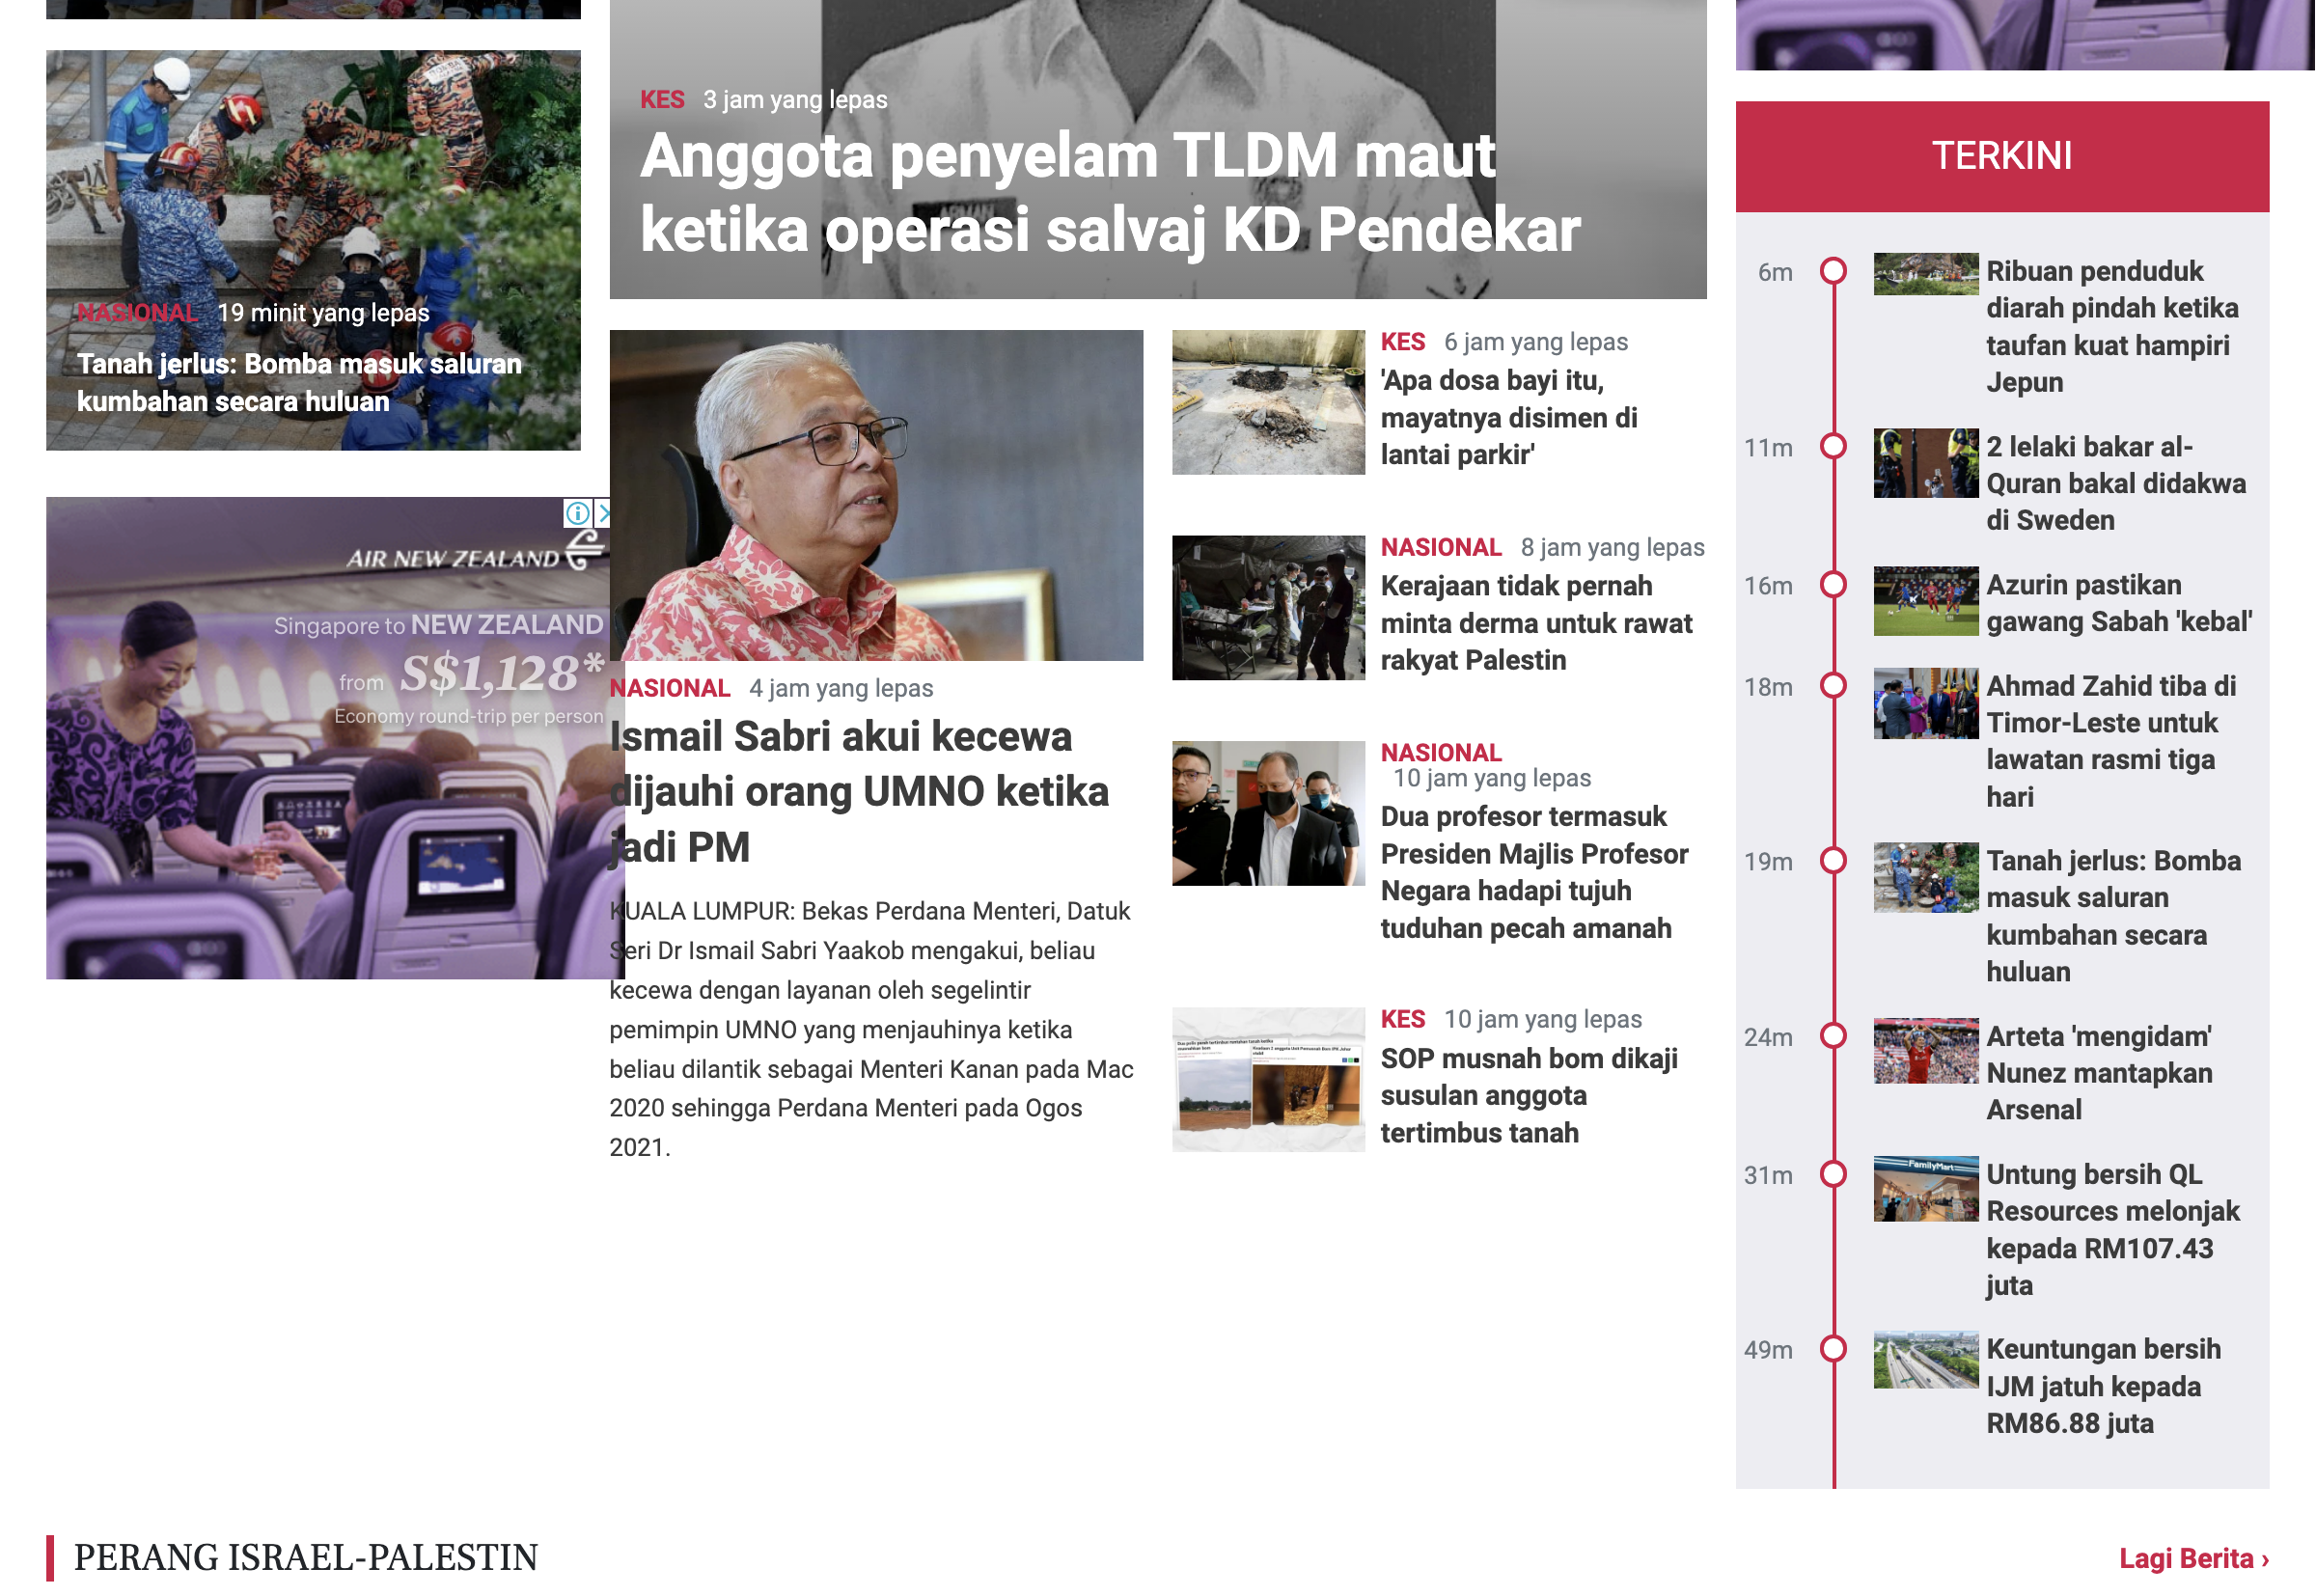 NASIONAL 19 minit yang lepas
Tanah jerlus: Bomba masuk saluran
kumbahan secara huluan
AIR NEW ZEALAND
Singapore to NEW ZEALAND
from S$1,128*
Economy round-trip per person
KES 3 jam yang lepas
Anggota penyelam TLDM maut
ketika operasi salvaj KD Pendekar
NASIONAL 4 jam yang lepas
Ismail Sabri akui kecewa
dijauhi orang UMNO ketika
jadi PM
KUALA LUMPUR: Bekas Perdana Menteri, Datuk
Seri Dr Ismail Sabri Yaakob mengakui, beliau
kecewa dengan layanan oleh segelintir
pemimpin UMNO yang menjauhinya ketika
beliau dilantik sebagai Menteri Kanan pada Mac
2020 sehingga Perdana Menteri pada Ogos
2021.
KES 6 jam yang lepas
'Apa dosa bayi itu,
mayatnya disimen di
lantai parkir'
NASIONAL 8 jam yang lepas
Kerajaan tidak pernah
minta derma untuk rawat
rakyat Palestin
NASIONAL
10 jam yang lepas
Dua profesor termasuk
Presiden Majlis Profesor
Negara hadapi tujuh
tuduhan pecah amanah
KES 10 jam yang lepas
SOP musnah bom dikaji
susulan anggota
tertimbus tanah
TERKINI
6m
Ribuan penduduk
diarah pindah ketika
taufan kuat hampiri
Jepun
11m
2 lelaki bakar al-
Quran bakal didakwa
di Sweden
16m
Azurin pastikan
gawang Sabah 'kebal'
18m
Ahmad Zahid tiba di
Timor-Leste untuk
lawatan rasmi tiga
hari
19m
Tanah jerlus: Bomba
masuk saluran
kumbahan secara
huluan
24m
Arteta 'mengidam'
Nunez mantapkan
Arsenal
31m
FamilyMart
Untung bersih QL
Resources melonjak
kepada RM107.43
juta
49m
Keuntungan bersih
IJM jatuh kepada
RM86.88 juta
PERANG ISRAEL-PALESTIN
Lagi Berita ›